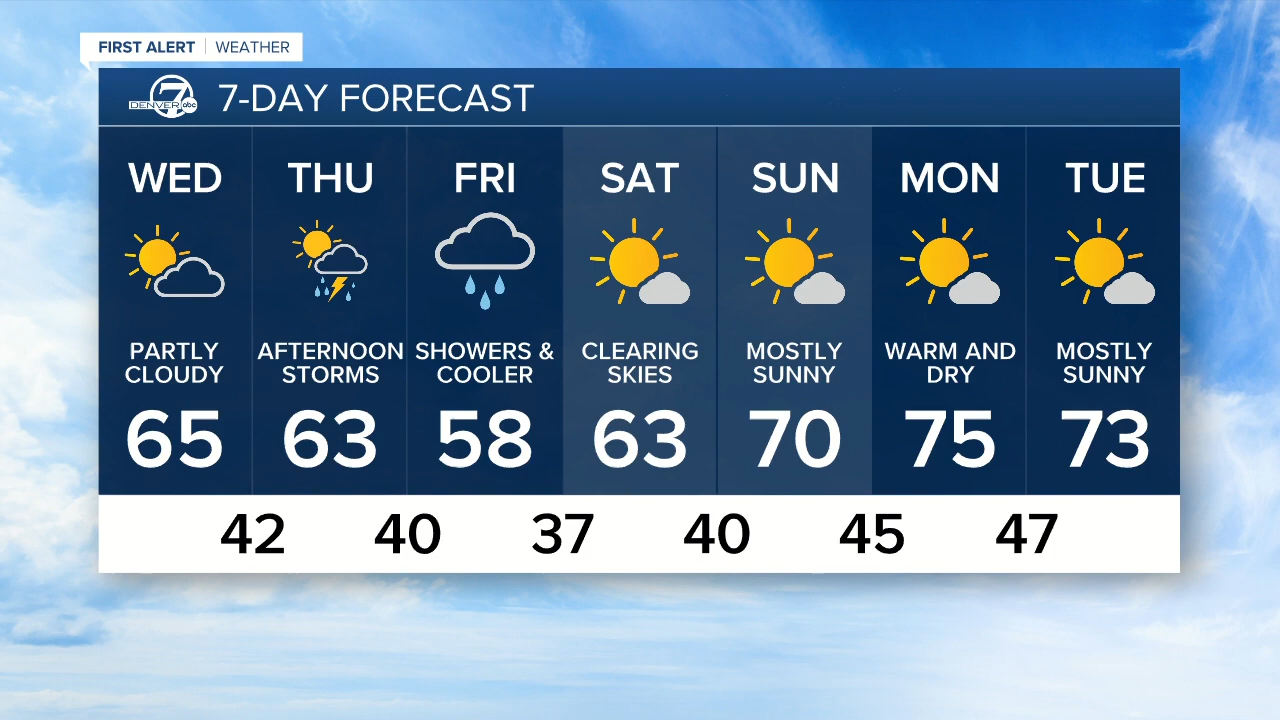 FIRST ALERT | WEATHER
DENVER 7 abc
7-DAY FORECAST
WED THU FRI SAT SUN MON TUE
PARTLY AFTERNOON SHOWERS & CLEARING MOSTLY WARM AND MOSTLY
CLOUDY STORMS COOLER SKIES SUNNY DRY SUNNY
65 63 58 63 70 75 73
42 40 37 40 45 47